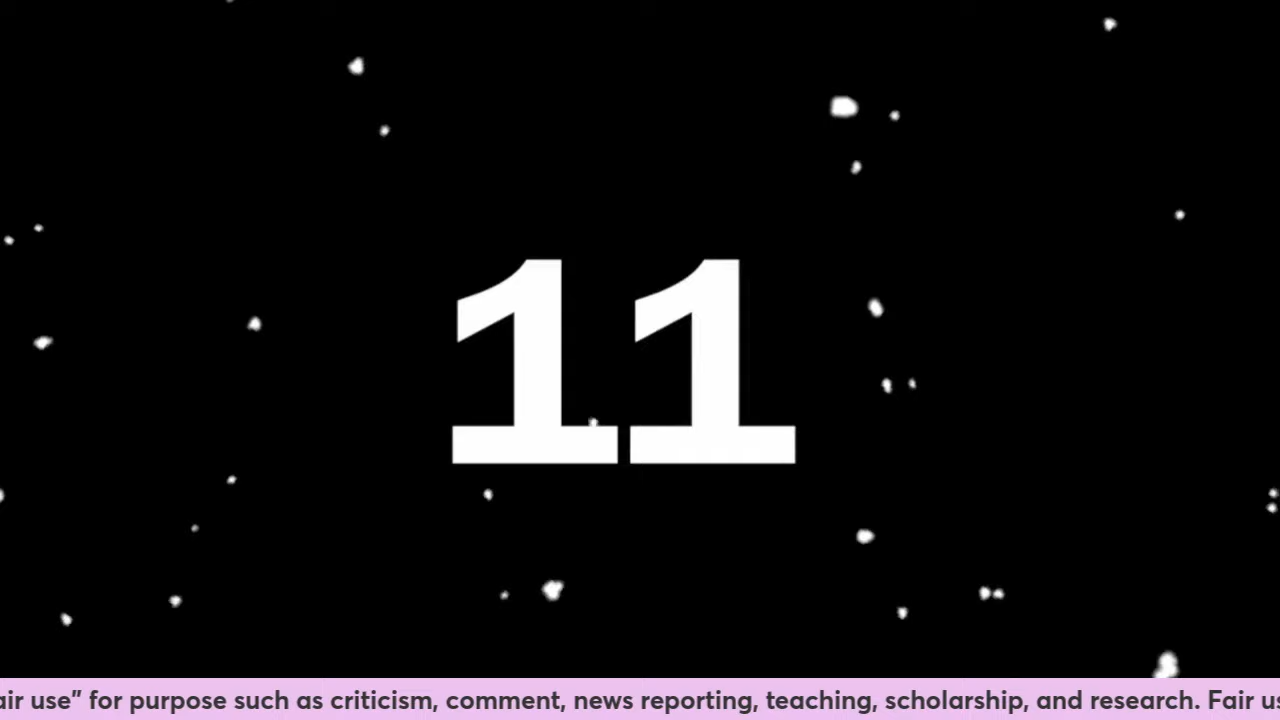 11
air use” for purpose such as criticism, comment, news reporting, teaching, scholarship, and research. Fair us